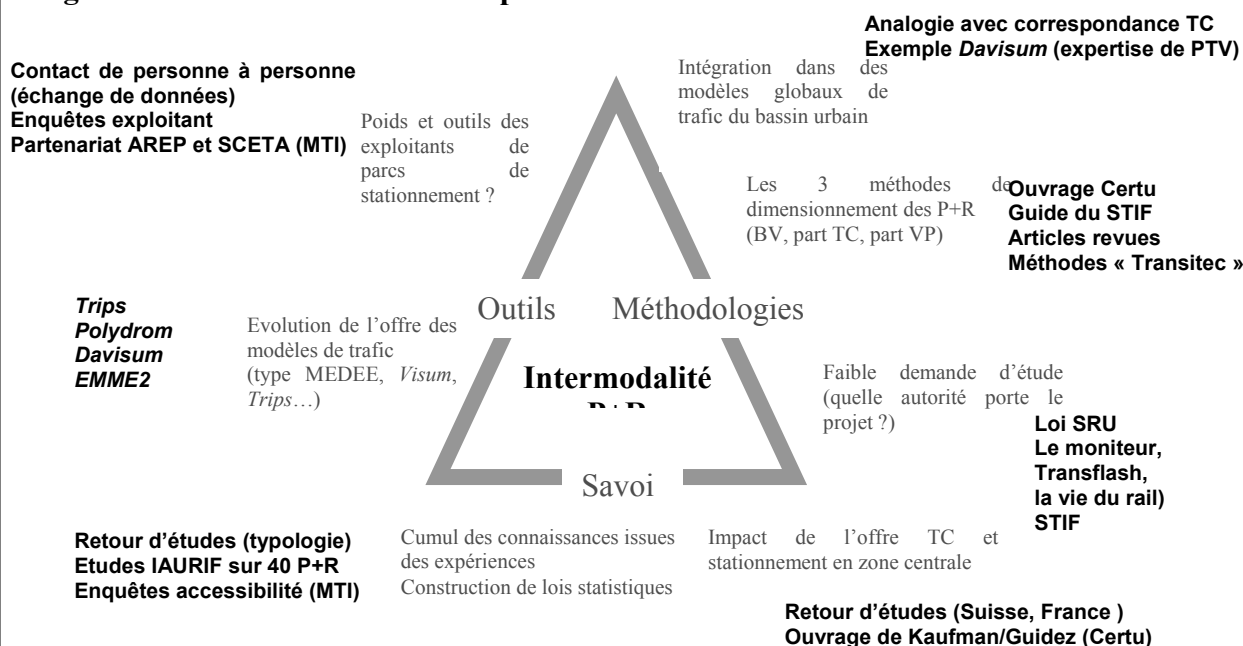 Analogie avec correspondance TC
Exemple Davisum (expertise de PTV)
Contact de personne à personne
(échange de données)
Enquêtes exploitant
Partenariat AREP et SCETA (MTI)
Poids et outils des
exploitants de
parcs de
stationnement ?
Intégration dans des
modèles globaux de
trafic du bassin urbain
Les 3 méthodes de
dimensionnement des P+R
(BV, part TC, part VP)
Ouvrage Certu
Guide du STIF
Articles revues
Méthodes « Transitec »
Trips
Polydrom
Davisum
EMME2
Evolution de l'offre des
modèles de trafic
(type MEDEE, Visum,
Trips…)
Outils
Méthodologies
Intermodalité
Faible demande d'étude
(quelle autorité porte le
projet ?)
Loi SRU
Le moniteur,
Transflash,
la vie du rail)
STIF
Savoi
Retour d'études (typologie)
Etudes IAURIF sur 40 P+R
Enquêtes accessibilité (MTI)
Cumul des connaissances issues
des expériences
Construction de lois statistiques
Impact de l'offre TC et
stationnement en zone centrale
Retour d'études (Suisse, France )
Ouvrage de Kaufman/Guidez (Certu)